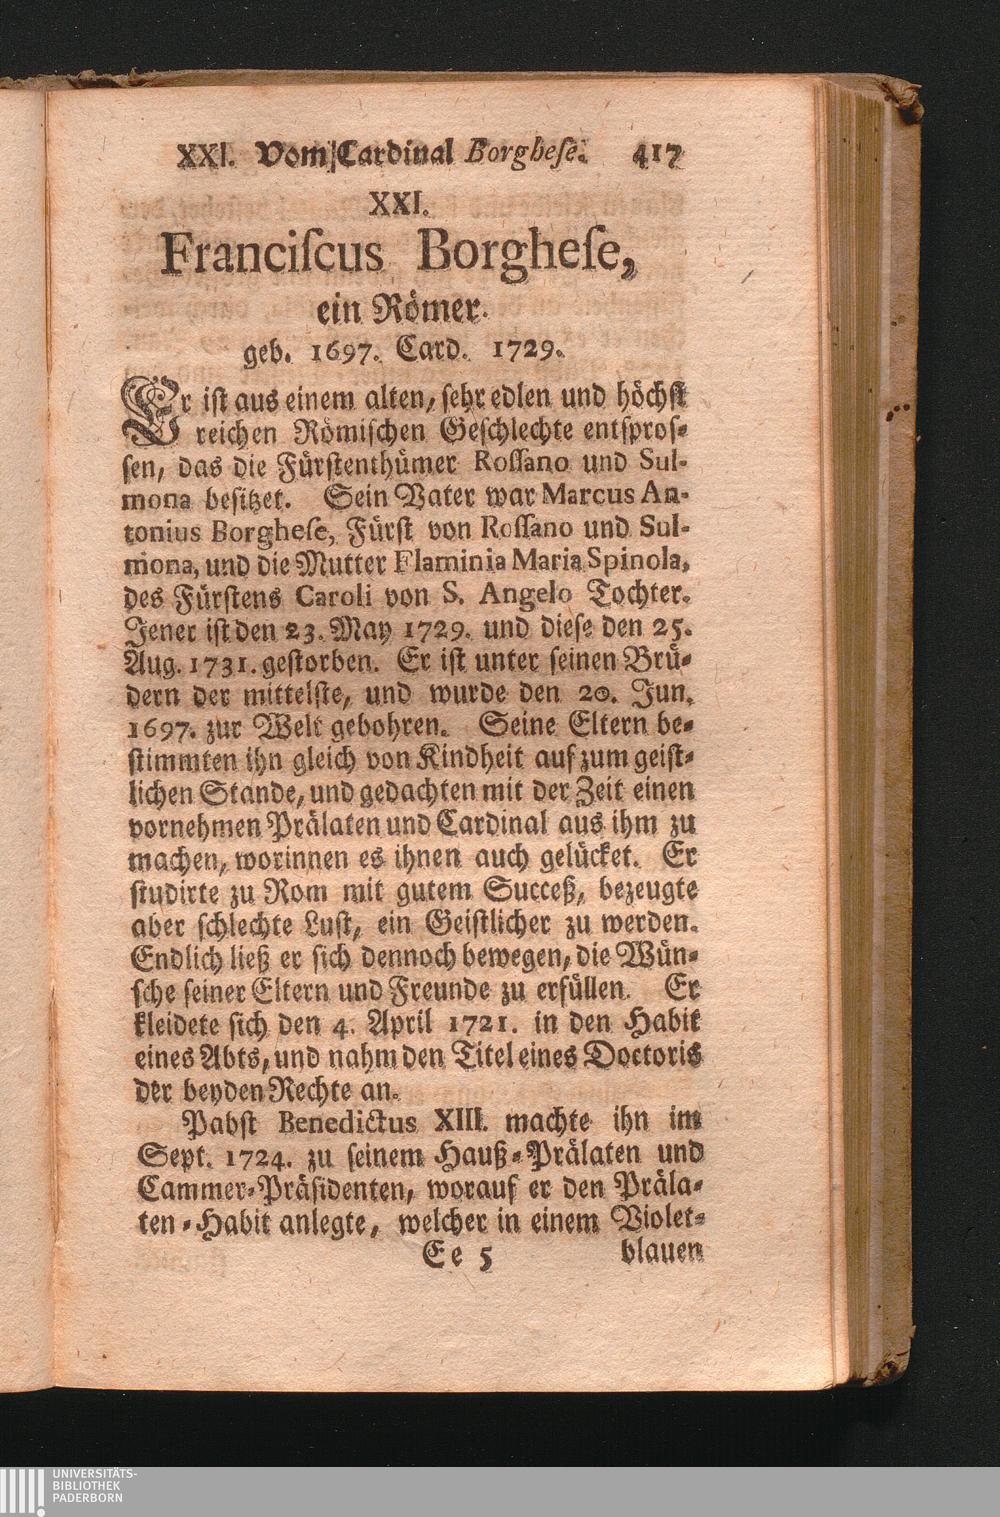 XXI. Vom Cardinal Borgheſe. 417
XXI.
Franciſcus Borgheſe,
ein Römer.
geb. 1697. Card. 1729.
Er iſt aus einem alten, ſehr edlen und höchſt
reichen Römiſchen Geſchlechte entſproſ-
ſen, das die Fürſtenthümer Roſſano und Sul-
mona beſitzet. Sein Vater war Marcus An-
tonius Borgheſe, Fürſt von Roſſano und Sul-
mona, und die Mutter Flaminia Maria Spinola,
des Fürſtens Caroli von S. Angelo Tochter.
Jener iſt den 23. May 1729. und dieſe den 25.
Aug. 1731. geſtorben. Er iſt unter ſeinen Brü-
dern der mittelſte, und wurde den 20. Jun.
1697. zur Welt gebohren. Seine Eltern be-
ſtimmten ihn gleich von Kindheit auf zum geiſt-
lichen Stande, und gedachten mit der Zeit einen
vornehmen Prälaten und Cardinal aus ihm zu
machen, worinnen es ihnen auch gelücket. Er
ſtudirte zu Rom mit gutem Succeß, bezeugte
aber ſchlechte Luſt, ein Geiſtlicher zu werden.
Endlich ließ er ſich dennoch bewegen, die Wün-
ſche ſeiner Eltern und Freunde zu erfüllen. Er
kleidete ſich den 4. April 1721. in den Habit
eines Abts, und nahm den Titel eines Doctoris
der beyden Rechte an.
Pabſt Benedictus XIII. machte ihn im
Sept. 1724. zu ſeinem Hauß-Prälaten und
Cammer-Präſidenten, worauf er den Präla-
ten-Habit anlegte, welcher in einem Violet-
Ee 5 blauen
UNIVERSITÄTS-
BIBLIOTHEK
PADERBORN